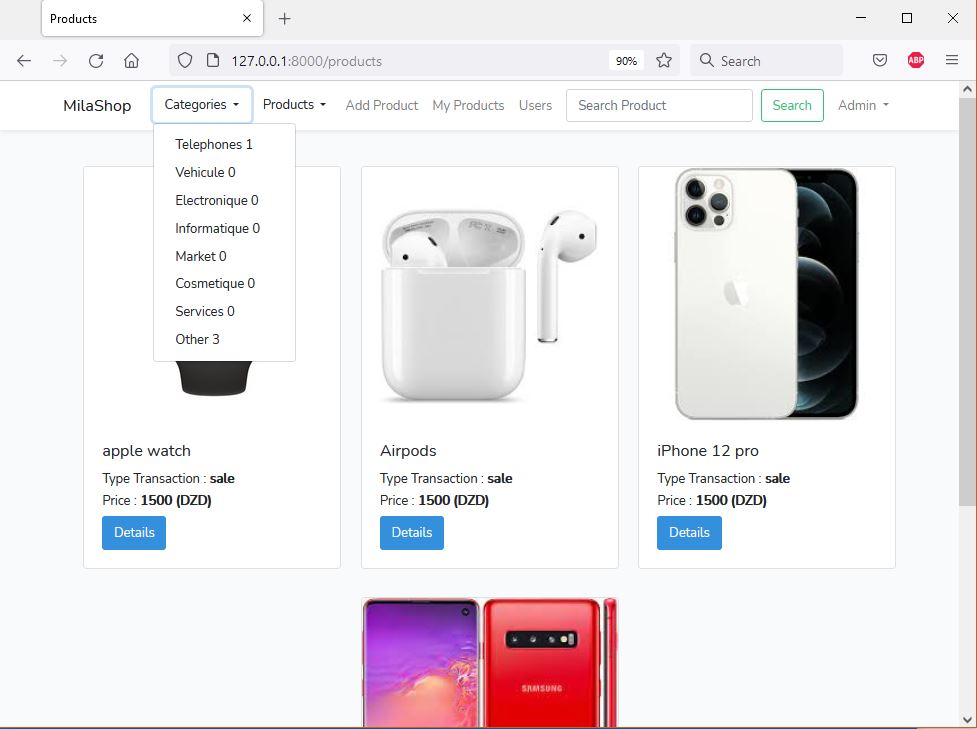 Products
127.0.0.1:8000/products
90%
Search
ABP
MilaShop
Categories
Products
Add Product
My Products
Users
Search Product
Search
Admin
Telephones 1
Vehicule 0
Electronique 0
Informatique 0
Market 0
Cosmetique 0
Services 0
Other 3
apple watch
Type Transaction : sale
Price : 1500 (DZD)
Details
Airpods
Type Transaction : sale
Price : 1500 (DZD)
Details
iPhone 12 pro
Type Transaction : sale
Price : 1500 (DZD)
Details
SAMSUNG